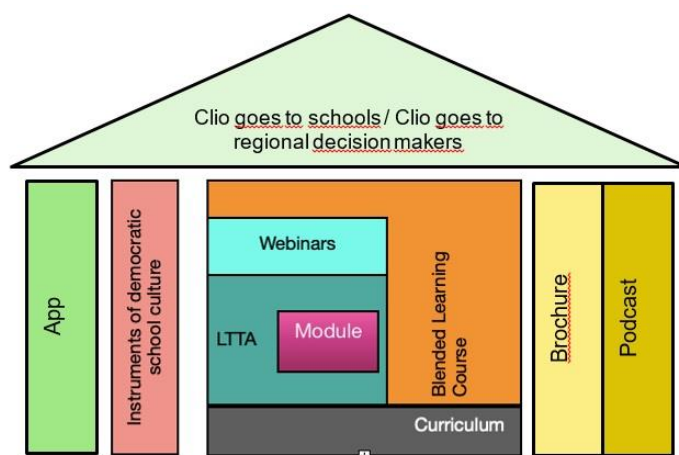 Clio goes to schools / Clio goes to
regional decision makers
App
Instruments of democratic
school culture
Webinars
LTTA
Module
Blended Learning
Course
Curriculum
Brochure
Podcast